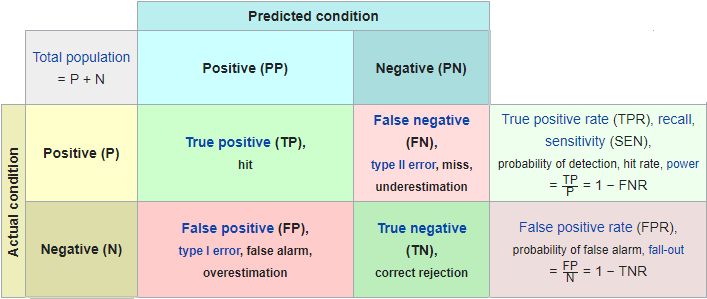 Predicted condition
Total population
= P + N
Positive (PP)
Negative (PN)
Actual condition
Positive (P)
True positive (TP),
hit
False negative
(FN),
type II error, miss,
underestimation
True positive rate (TPR), recall,
sensitivity (SEN),
probability of detection, hit rate, power
= TP/P = 1 − FNR
Negative (N)
False positive (FP),
type I error, false alarm,
overestimation
True negative
(TN),
correct rejection
False positive rate (FPR),
probability of false alarm, fall-out
= FP/N = 1 − TNR